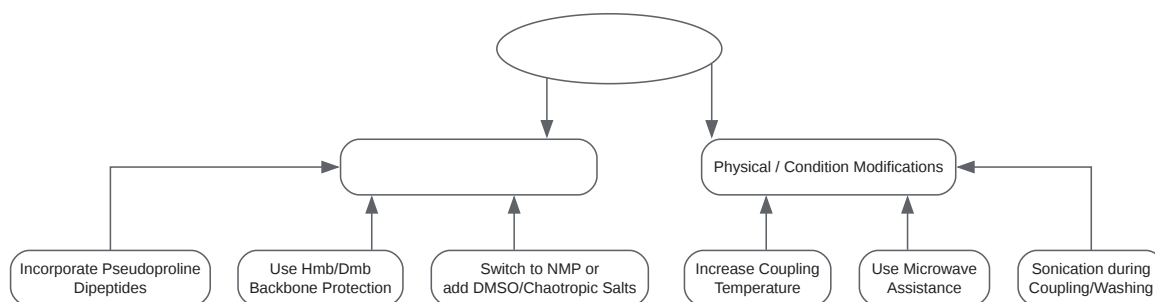 Physical / Condition Modifications
Incorporate Pseudoproline
Dipeptides
Use Hmb/Dmb
Backbone Protection
Switch to NMP or
add DMSO/Chaotropic Salts
Increase Coupling
Temperature
Use Microwave
Assistance
Sonication during
Coupling/Washing